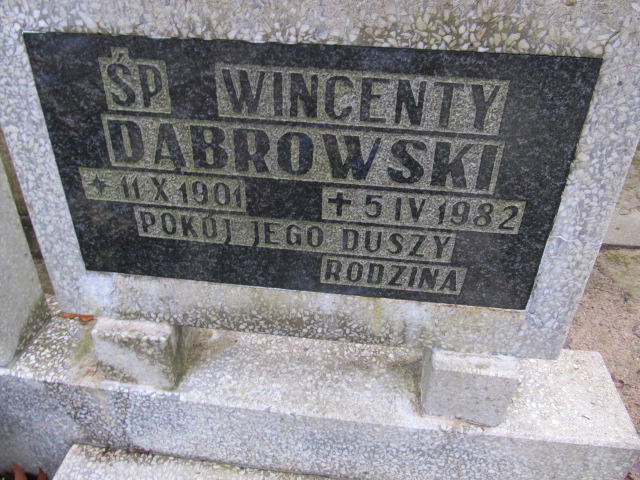 ŚP WINCENTY
DĄBROWSKI
* 11 X 1901 + 5 IV 1982
POKÓJ JEGO DUSZY
RODZINA